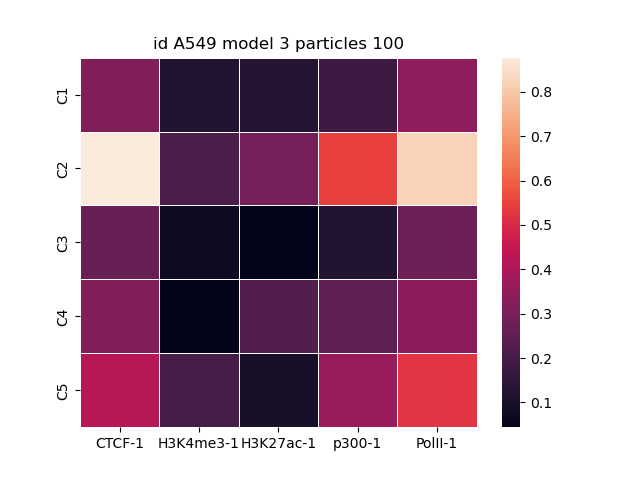 id A549 model 3 particles 100
C1
C2
C3
C4
C5
CTCF-1 H3K4me3-1 H3K27ac-1 p300-1 PolII-1
0.8
0.7
0.6
0.5
0.4
0.3
0.2
0.1